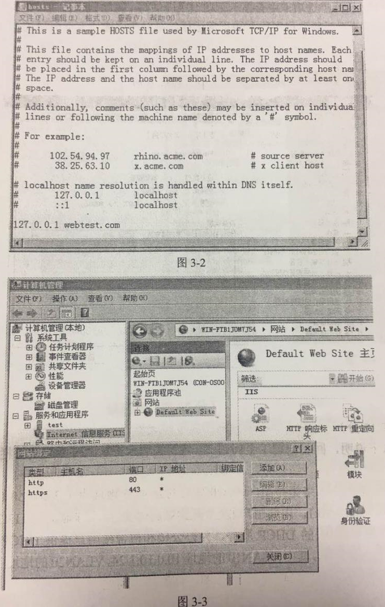 hosts - 记事本
文件(F) 编辑(E) 格式(O) 查看(V) 帮助(H)
# This is a sample HOSTS file used by Microsoft TCP/IP for Windows.
#
# This file contains the mappings of IP addresses to host names. Each
# entry should be kept on an individual line. The IP address should
# be placed in the first column followed by the corresponding host nam
# The IP address and the host name should be separated by at least one
# space.
#
# Additionally, comments (such as these) may be inserted on individua
# lines or following the machine name denoted by a '#' symbol.
#
# For example:
#
# 102.54.94.97 rhino.acme.com # source server
# 38.25.63.10 x.acme.com # x client host
# localhost name resolution is handled within DNS itself.
# 127.0.0.1 localhost
# ::1 localhost
127.0.0.1 webtest.com
图 3-2
计算机管理
文件(F) 操作(A) 查看(V) 帮助(H)
计算机管理(本地)
系统工具
任务计划程序
事件查看器
共享文件夹
性能
设备管理器
存储
磁盘管理
服务和应用程序
test
Internet 信息服务(II
WIN-FTB1JOM7J54 ▸ 网站 ▸ Default Web Site ▸
连接
起始页
WIN-FTB1JOM7J54 (WIN-0SOO
应用程序池
网站
Default Web Site
Default Web Site 主页
筛选: 开始(G)
IIS
ASP
HTTP 响应标头
HTTP 重定向
模块
身份验证
网站绑定
类型 主机名 端口 IP 地址 绑定信
http 80 *
https 443 *
添加(A)
编辑(E)
删除(R)
浏览(B)
关闭(C)
图 3-3